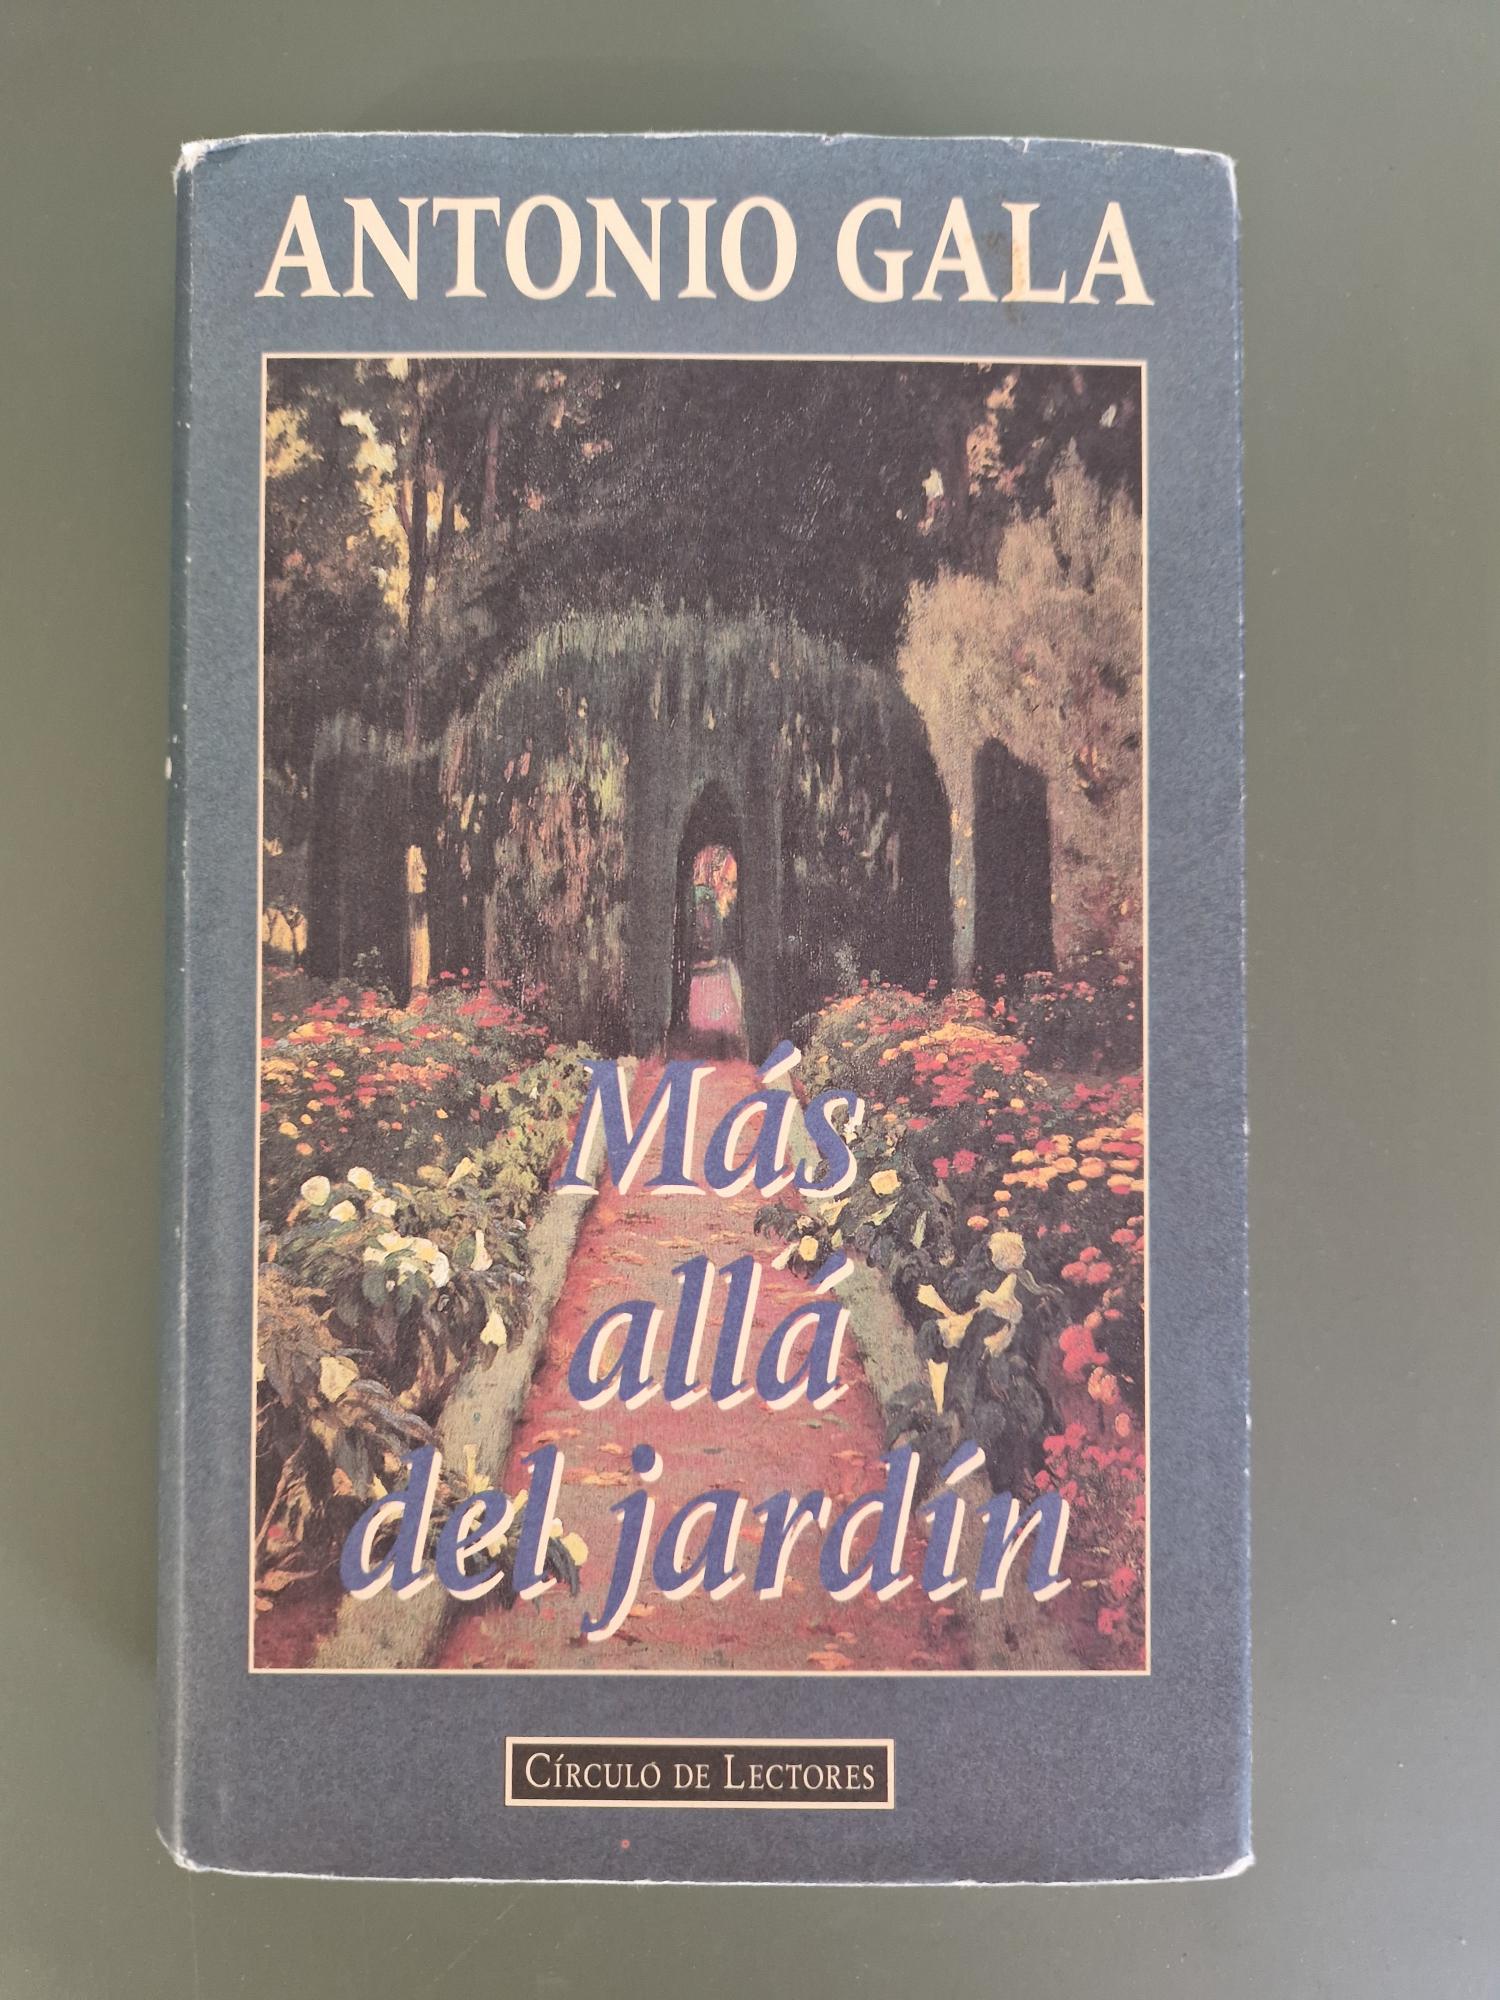 ANTONIO GALA
Más
allá
del jardín
CÍRCULO DE LECTORES